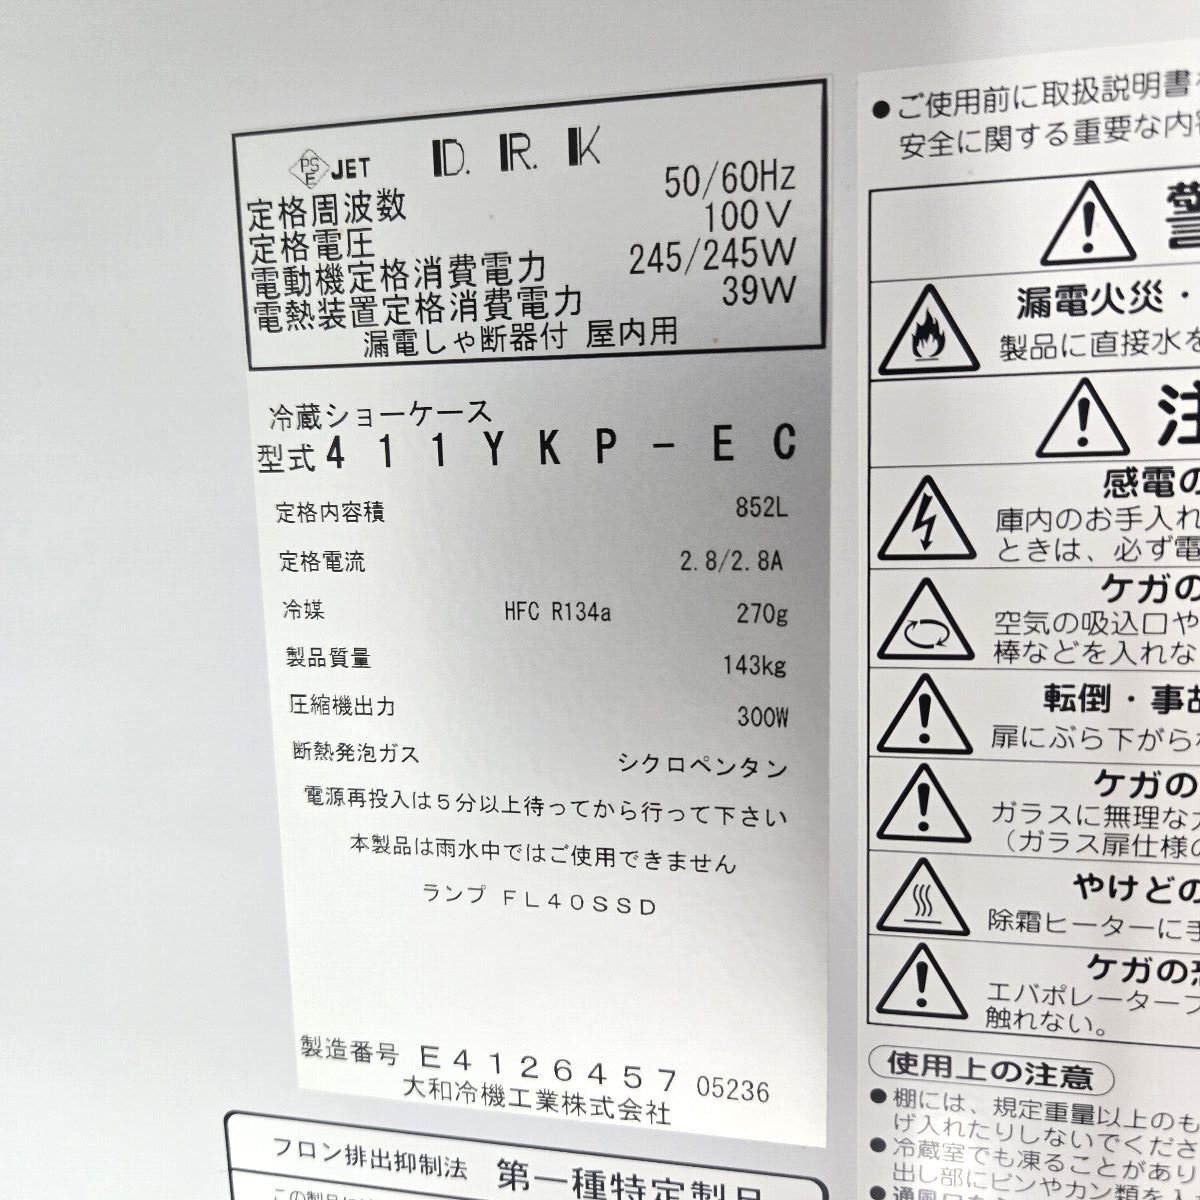 PS E JET D. R. K
定格周波数 50/60Hz
定格電圧 100V
電動機定格消費電力 245/245W
電熱装置定格消費電力 39W
漏電しゃ断器付 屋内用
冷蔵ショーケース
型式 411YKP-EC
定格内容積 852L
定格電流 2.8/2.8A
冷媒 HFC R134a 270g
製品質量 143kg
圧縮機出力 300W
断熱発泡ガス シクロペンタン
電源再投入は5分以上待ってから行って下さい
本製品は雨水中ではご使用できません
ランプ FL40SSD
製造番号 E4126457 05236
大和冷機工業株式会社
フロン排出抑制法 第一種特定製品
●ご使用前に取扱説明書
安全に関する重要な内容
警
漏電火災・
製品に直接水を
注
感電の
庫内のお手入れ
ときは、必ず電
ケガの
空気の吸込口や
棒などを入れな
転倒・事故
扉にぶら下がら
ケガの
ガラスに無理な
(ガラス扉仕様の
やけどの
除霜ヒーターに手
ケガの恐
エバポレーターフ
触れない。
使用上の注意
●棚には、規定重量以上のも
げ入れたりしないでくださ
●冷蔵室でも凍ることがあり
出し部にビンやカン類を入